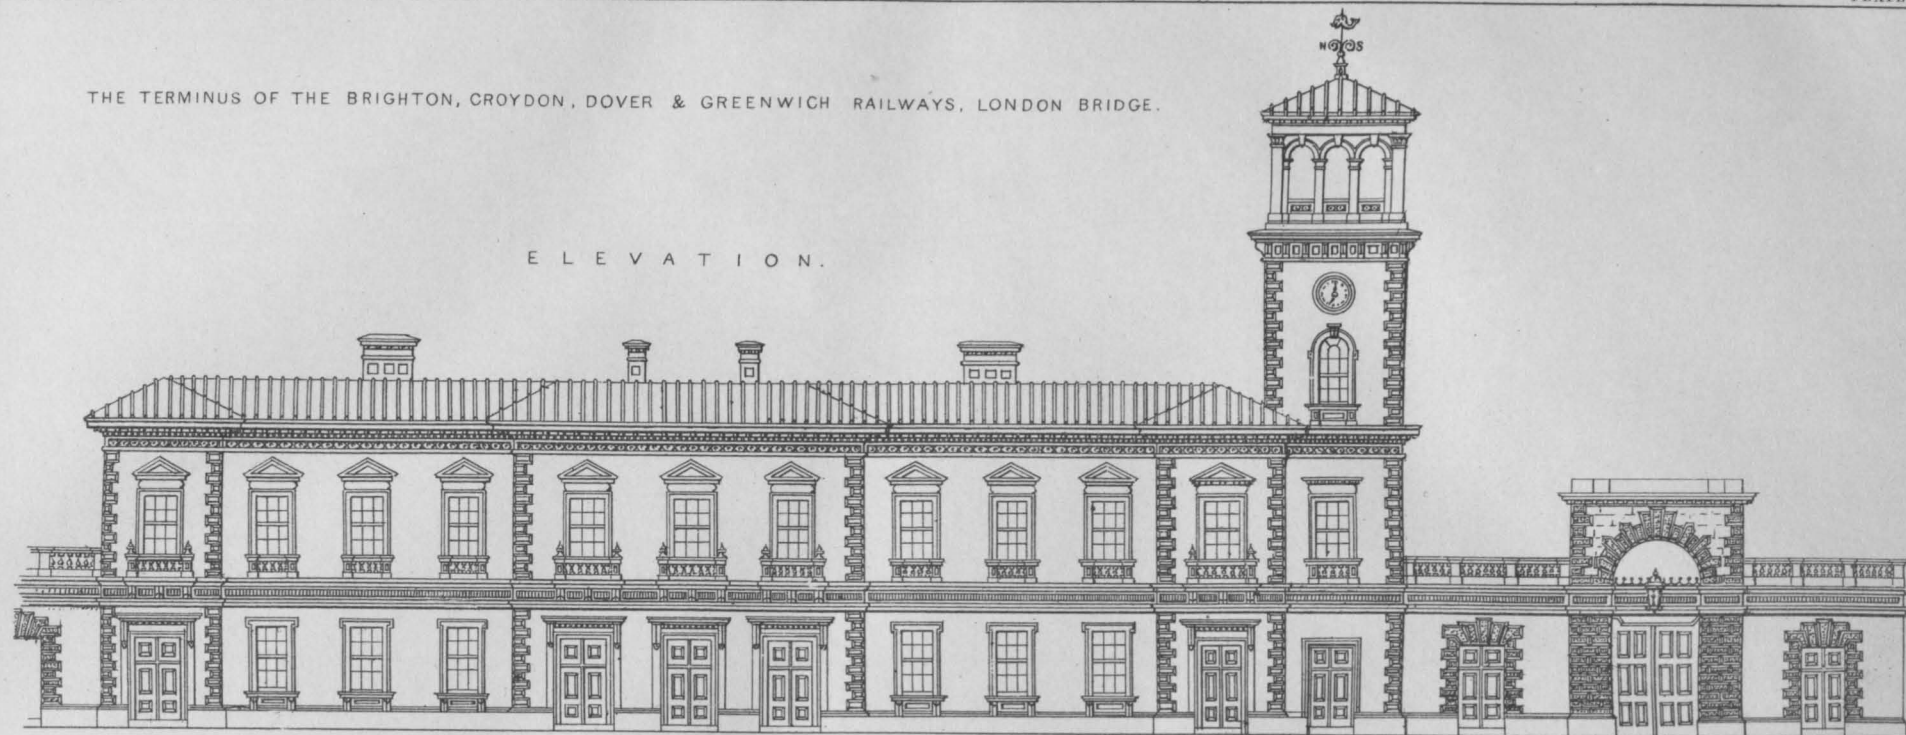 THE TERMINUS OF THE BRIGHTON, CROYDON, DOVER & GREENWICH RAILWAYS, LONDON BRIDGE.
ELEVATION.
N S